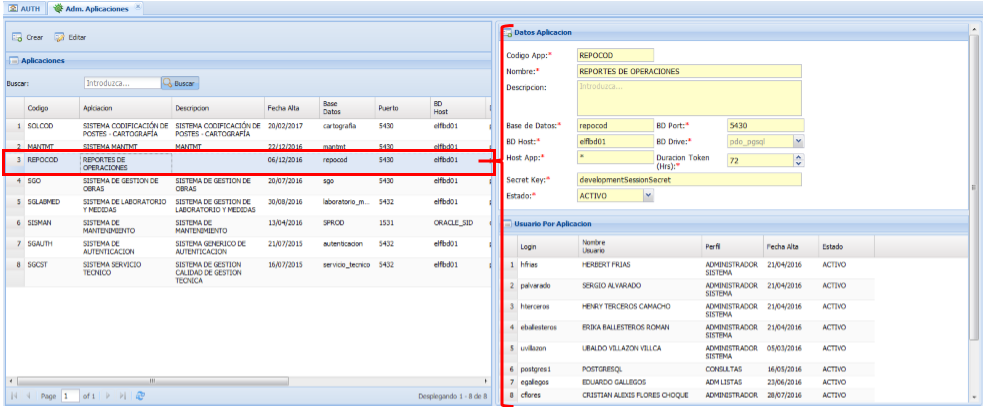 AUTH Adm. Aplicaciones
Crear Editar
Aplicaciones
Buscar: Introduzca... Buscar
Codigo Aplciacion Descripcion Fecha Alta Base Datos Puerto BD Host
1 SOLCOD SISTEMA CODIFICACIÓN DE POSTES - CARTOGRAFÍA SISTEMA CODIFICACIÓN DE POSTES - CARTOGRAFÍA 20/02/2017 cartografia 5430 elfbd01
2 MANTMT SISTEMA MANTMT MANTMT 22/12/2016 mantmt 5430 elfbd01
3 REPOCOD REPORTES DE OPERACIONES 06/12/2016 repocod 5430 elfbd01
4 SGO SISTEMA DE GESTION DE OBRAS SISTEMA DE GESTION DE OBRAS 20/07/2016 sgo 5430 elfbd01
5 SGLABMED SISTEMA DE LABORATORIO Y MEDIDAS SISTEMA DE GESTION DE LABORATORIO Y MEDIDAS 30/08/2016 laboratorio_m... 5432 elfbd01
6 SISMAN SISTEMA DE MANTENIMIENTO SISTEMA DE MANTENIMIENTO 13/04/2016 SPROD 1531 ORACLE_SID
7 SGAUTH SISTEMA DE AUTENTICACION SISTEMA GENERICO DE AUTENTICACION 21/07/2015 autenticacion 5432 elfbd01
8 SGCST SISTEMA SERVICIO TECNICO SISTEMA DE GESTION CALIDAD DE GESTION TECNICA 16/07/2015 servicio_tecnico 5432 elfbd01
Page 1 of 1 Desplegando 1 - 8 de 8
Datos Aplicacion
Codigo App:* REPOCOD
Nombre:* REPORTES DE OPERACIONES
Descripcion: Introduzca...
Base de Datos:* repocod BD Port:* 5430
BD Host:* elfbd01 BD Drive:* pdo_pgsql
Host App:* * Duracion Token (Hrs):* 72
Secret Key:* developmentSessionSecret
Estado:* ACTIVO
Usuario Por Aplicacion
Login Nombre Usuario Perfil Fecha Alta Estado
1 hfrias HERBERT FRIAS ADMINISTRADOR SISTEMA 21/04/2016 ACTIVO
2 palvarado SERGIO ALVARADO ADMINISTRADOR SISTEMA 21/04/2016 ACTIVO
3 hterceros HENRY TERCEROS CAMACHO ADMINISTRADOR SISTEMA 21/04/2016 ACTIVO
4 eballesteros ERIKA BALLESTEROS ROMAN ADMINISTRADOR SISTEMA 21/04/2016 ACTIVO
5 uvillazon UBALDO VILLAZON VILLCA ADMINISTRADOR SISTEMA 05/03/2016 ACTIVO
6 postgres1 POSTGRESQL CONSULTAS 16/05/2016 ACTIVO
7 egallegos EDUARDO GALLEGOS ADM LISTAS 23/06/2016 ACTIVO
8 cflores CRISTIAN ALEXIS FLORES CHOQUE ADMINISTRADOR 28/07/2016 ACTIVO